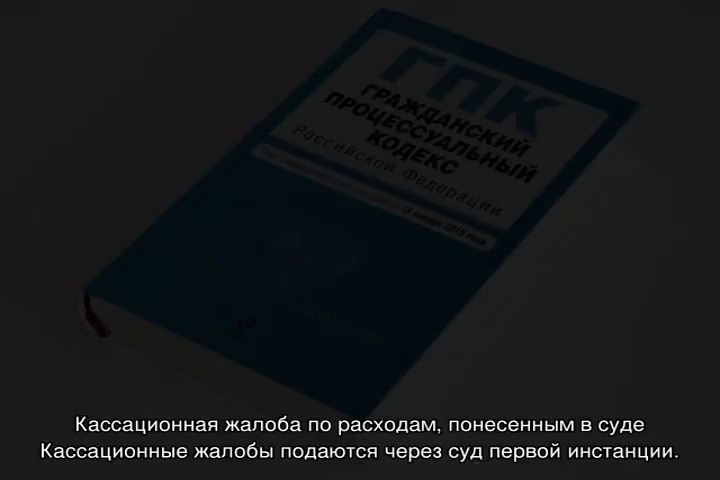 ГПК
ГРАЖДАНСКИЙ
ПРОЦЕССУАЛЬНЫЙ
КОДЕКС
Российской Федерации
Кассационная жалоба по расходам, понесенным в суде
Кассационные жалобы подаются через суд первой инстанции.